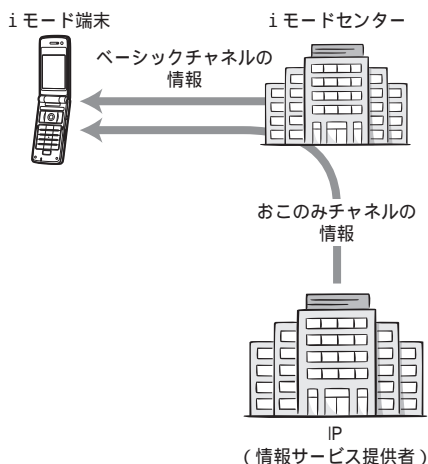 iモード端末
iモードセンター
ベーシックチャネルの
情報
おこのみチャネルの
情報
IP
(情報サービス提供者)